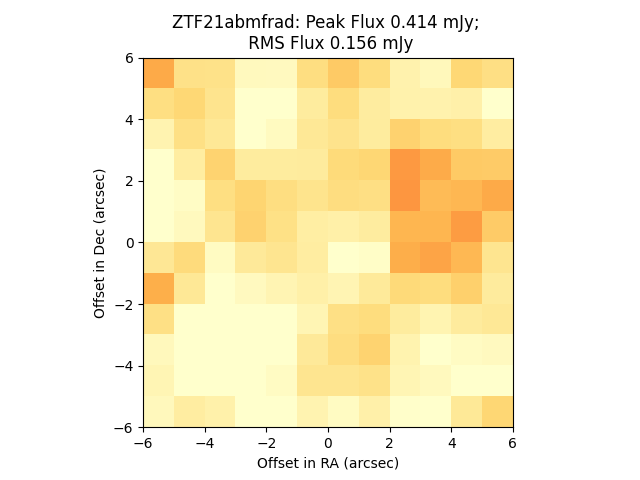 ZTF21abmfrad: Peak Flux 0.414 mJy;
RMS Flux 0.156 mJy
6
4
2
0
−2
−4
−6
Offset in Dec (arcsec)
−6 −4 −2 0 2 4 6
Offset in RA (arcsec)